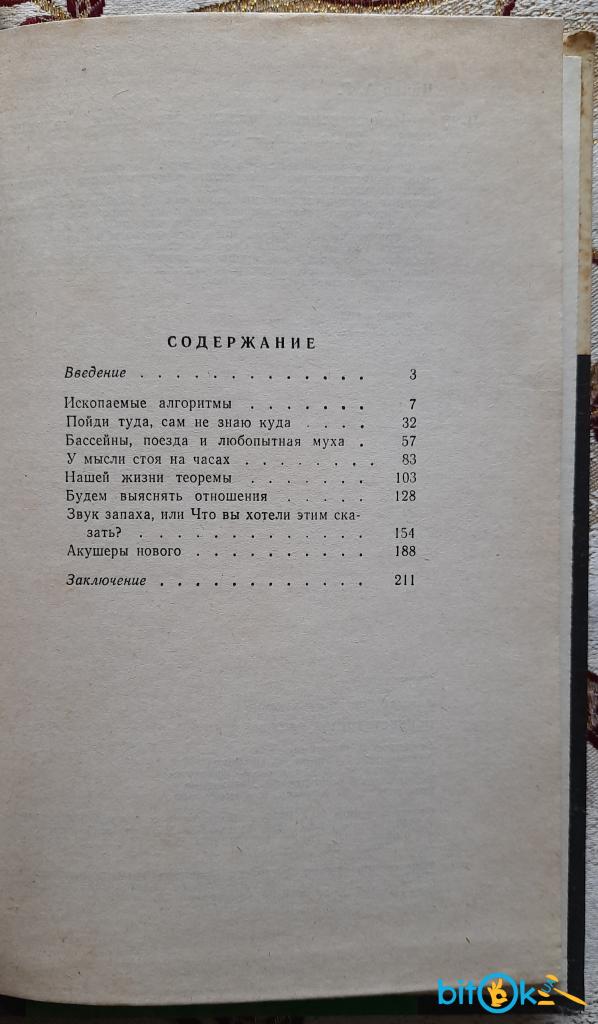 СОДЕРЖАНИЕ
Введение . . . . . . . . . . . . . 3
Ископаемые алгоритмы . . . . . . . 7
Пойди туда, сам не знаю куда . . . . 32
Бассейны, поезда и любопытная муха . 57
У мысли стоя на часах . . . . . . . . 83
Нашей жизни теоремы . . . . . . . 103
Будем выяснять отношения . . . . . 128
Звук запаха, или Что вы хотели этим ска-
зать? . . . . . . . . . . . . . 154
Акушеры нового . . . . . . . . . . 188
Заключение . . . . . . . . . . . . 211
bitok